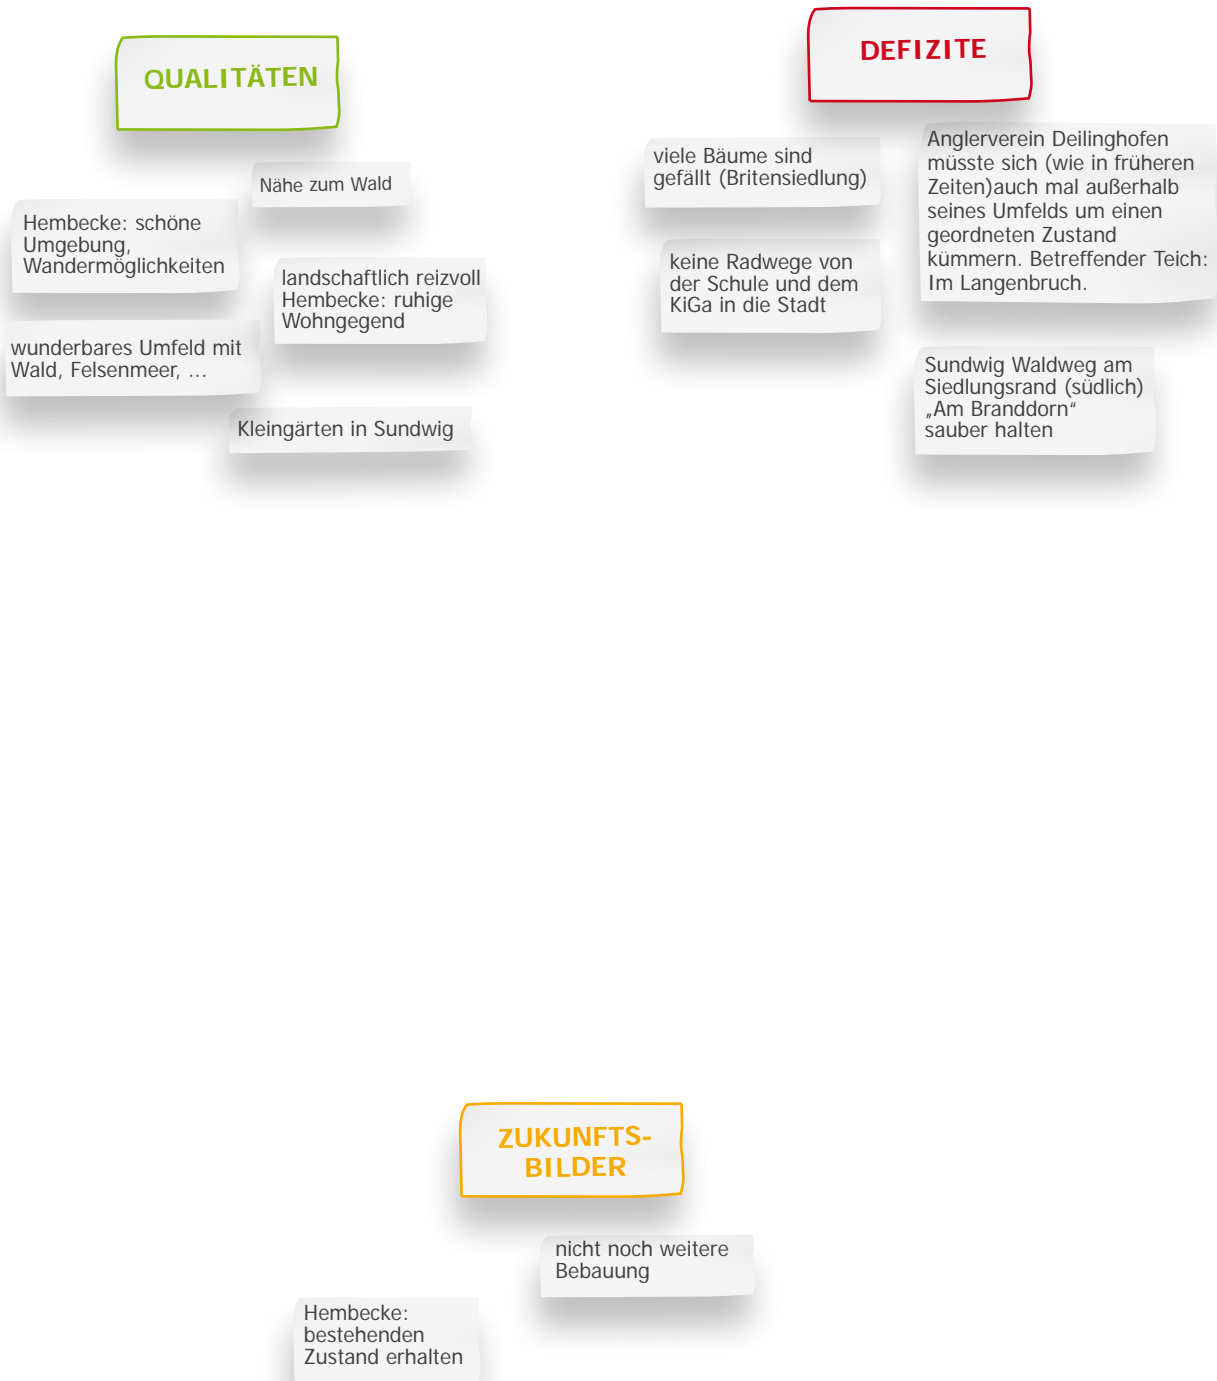 QUALITÄTEN
Nähe zum Wald
Hembecke: schöne
Umgebung,
Wandermöglichkeiten
landschaftlich reizvoll
Hembecke: ruhige
Wohngegend
wunderbares Umfeld mit
Wald, Felsenmeer, ...
Kleingärten in Sundwig
DEFIZITE
viele Bäume sind
gefällt (Britensiedlung)
Anglerverein Deilinghofen
müsste sich (wie in früheren
Zeiten)auch mal außerhalb
seines Umfelds um einen
geordneten Zustand
kümmern. Betreffender Teich:
Im Langenbruch.
keine Radwege von
der Schule und dem
KiGa in die Stadt
Sundwig Waldweg am
Siedlungsrand (südlich)
„Am Branddorn“
sauber halten
ZUKUNFTS-
BILDER
nicht noch weitere
Bebauung
Hembecke:
bestehenden
Zustand erhalten